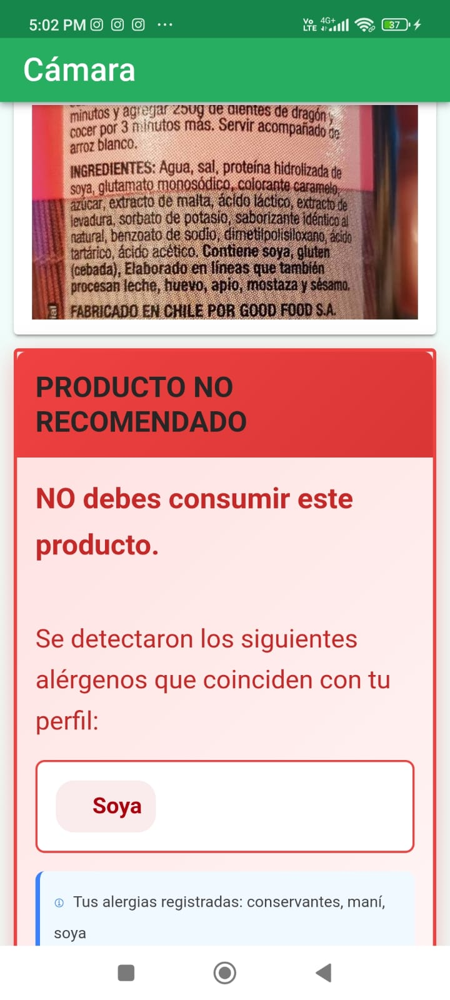 5:02 PM
Vo LTE 4G+ 37
Cámara
minutos y agregar 250g de dientes de dragón y
cocer por 3 minutos más. Servir acompañado de
arroz blanco.
INGREDIENTES: Agua, sal, proteína hidrolizada de
soya, glutamato monosódico, colorante caramelo,
azúcar, extracto de malta, ácido láctico, extracto de
levadura, sorbato de potasio, saborizante idéntico al
natural, benzoato de sodio, dimetilpolisiloxano, ácido
tartárico, ácido acético. Contiene soya, gluten
(cebada), Elaborado en líneas que también
procesan leche, huevo, apio, mostaza y sésamo.
FABRICADO EN CHILE POR GOOD FOOD S.A.
PRODUCTO NO
RECOMENDADO
NO debes consumir este
producto.
Se detectaron los siguientes
alérgenos que coinciden con tu
perfil:
Soya
Tus alergias registradas: conservantes, maní,
soya